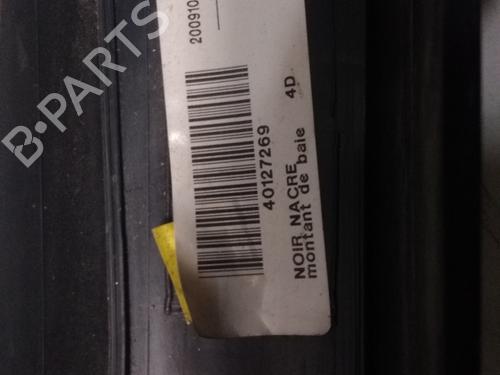 200910
40127269
4D
NOIR NACRE
montant de baie
B-PARTS